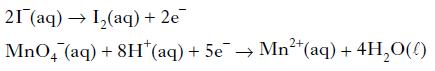 2I⁻(aq) → I₂(aq) + 2e⁻
MnO₄⁻(aq) + 8H⁺(aq) + 5e⁻ → Mn²⁺(aq) + 4H₂O(ℓ)